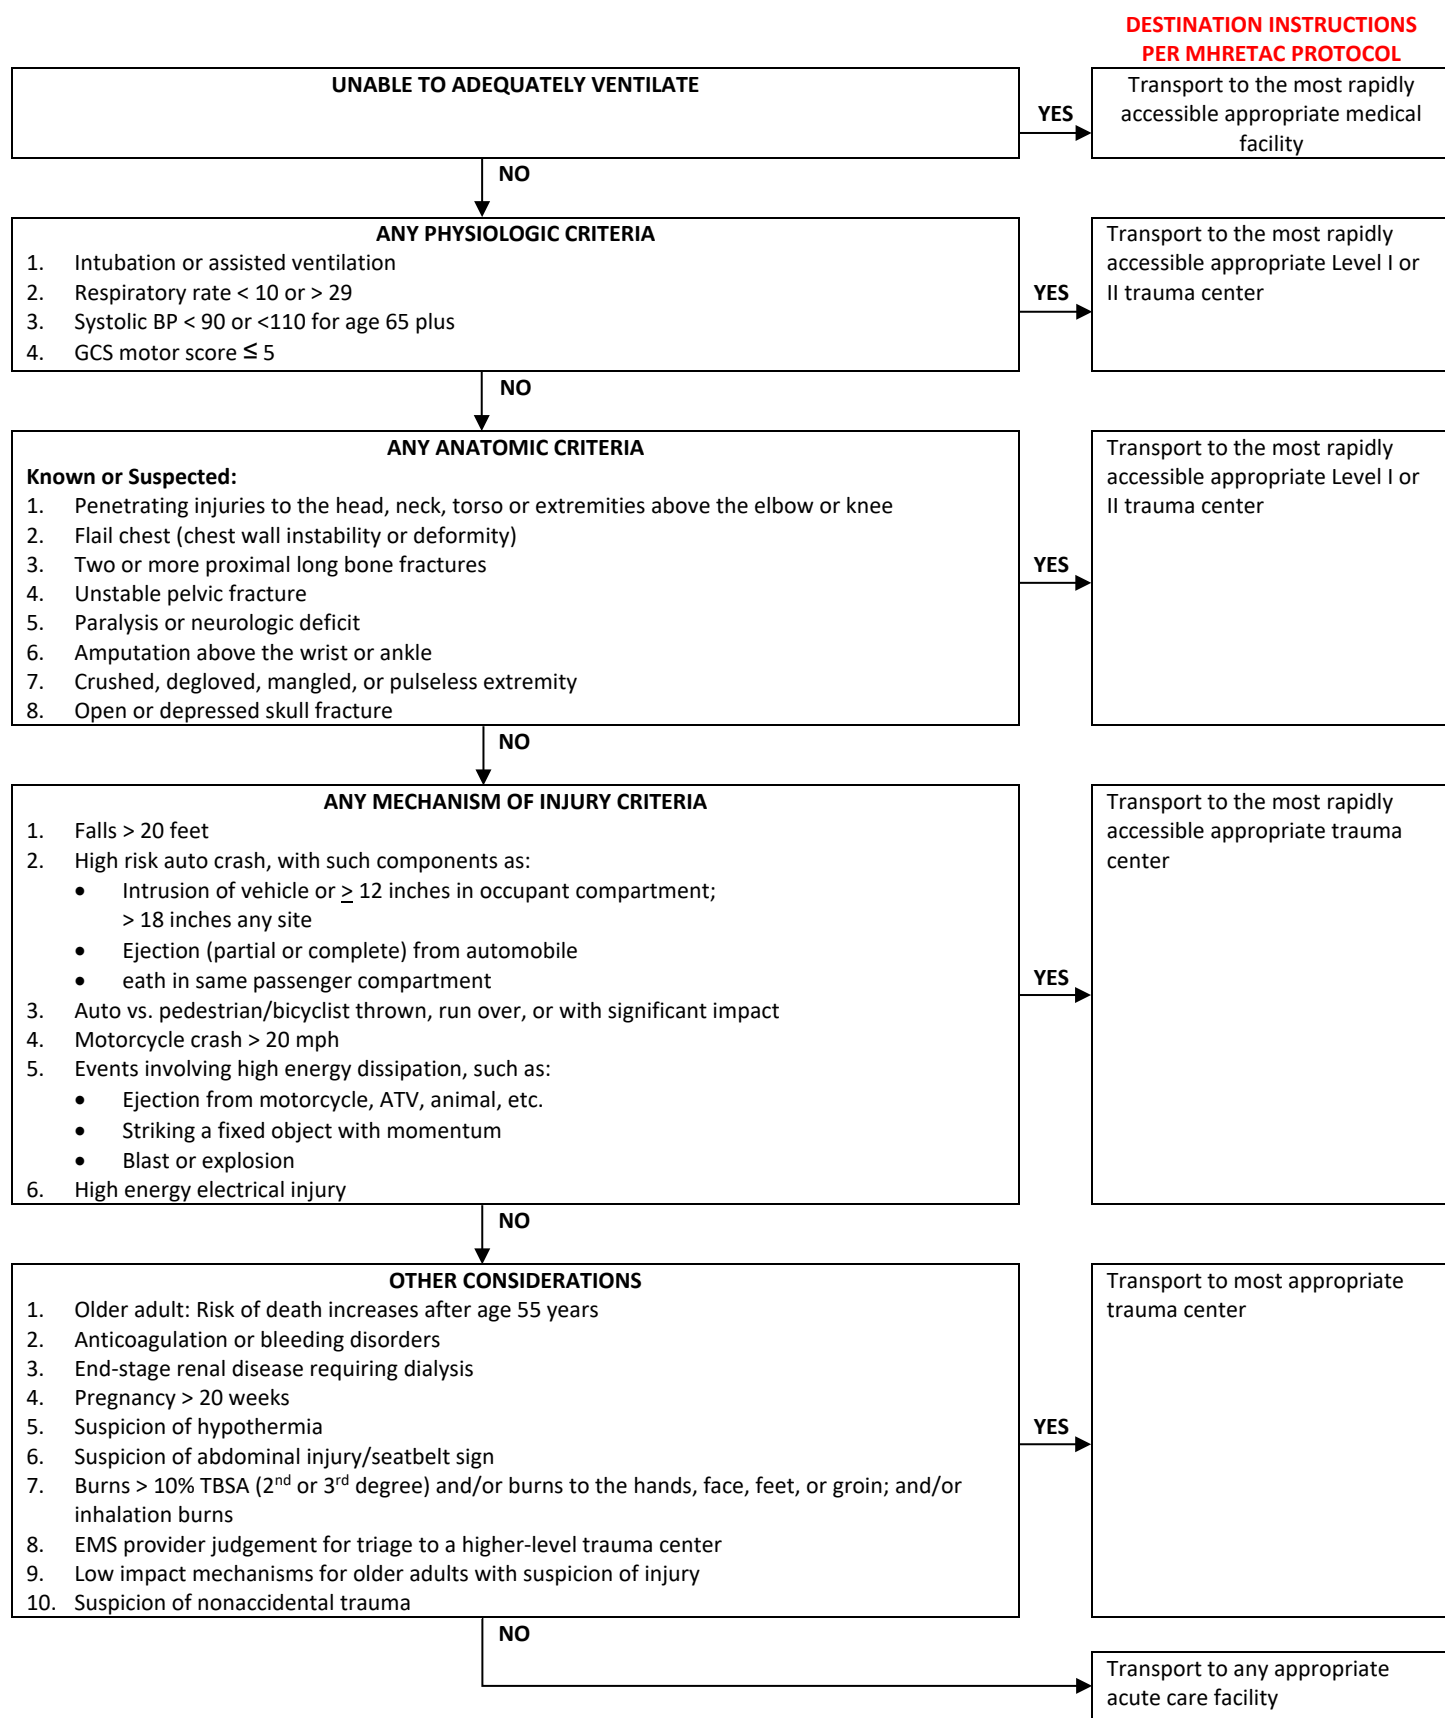 DESTINATION INSTRUCTIONS
PER MHRETAC PROTOCOL
UNABLE TO ADEQUATELY VENTILATE
YES
Transport to the most rapidly
accessible appropriate medical
facility
NO
ANY PHYSIOLOGIC CRITERIA
1. Intubation or assisted ventilation
2. Respiratory rate < 10 or > 29
3. Systolic BP < 90 or <110 for age 65 plus
4. GCS motor score ≤ 5
YES
Transport to the most rapidly
accessible appropriate Level I or
II trauma center
NO
ANY ANATOMIC CRITERIA
Known or Suspected:
1. Penetrating injuries to the head, neck, torso or extremities above the elbow or knee
2. Flail chest (chest wall instability or deformity)
3. Two or more proximal long bone fractures
4. Unstable pelvic fracture
5. Paralysis or neurologic deficit
6. Amputation above the wrist or ankle
7. Crushed, degloved, mangled, or pulseless extremity
8. Open or depressed skull fracture
YES
Transport to the most rapidly
accessible appropriate Level I or
II trauma center
NO
ANY MECHANISM OF INJURY CRITERIA
1. Falls > 20 feet
2. High risk auto crash, with such components as:
• Intrusion of vehicle or ≥ 12 inches in occupant compartment;
> 18 inches any site
• Ejection (partial or complete) from automobile
• eath in same passenger compartment
3. Auto vs. pedestrian/bicyclist thrown, run over, or with significant impact
4. Motorcycle crash > 20 mph
5. Events involving high energy dissipation, such as:
• Ejection from motorcycle, ATV, animal, etc.
• Striking a fixed object with momentum
• Blast or explosion
6. High energy electrical injury
YES
Transport to the most rapidly
accessible appropriate trauma
center
NO
OTHER CONSIDERATIONS
1. Older adult: Risk of death increases after age 55 years
2. Anticoagulation or bleeding disorders
3. End-stage renal disease requiring dialysis
4. Pregnancy > 20 weeks
5. Suspicion of hypothermia
6. Suspicion of abdominal injury/seatbelt sign
7. Burns > 10% TBSA (2nd or 3rd degree) and/or burns to the hands, face, feet, or groin; and/or
inhalation burns
8. EMS provider judgement for triage to a higher-level trauma center
9. Low impact mechanisms for older adults with suspicion of injury
10. Suspicion of nonaccidental trauma
YES
Transport to most appropriate
trauma center
NO
Transport to any appropriate
acute care facility